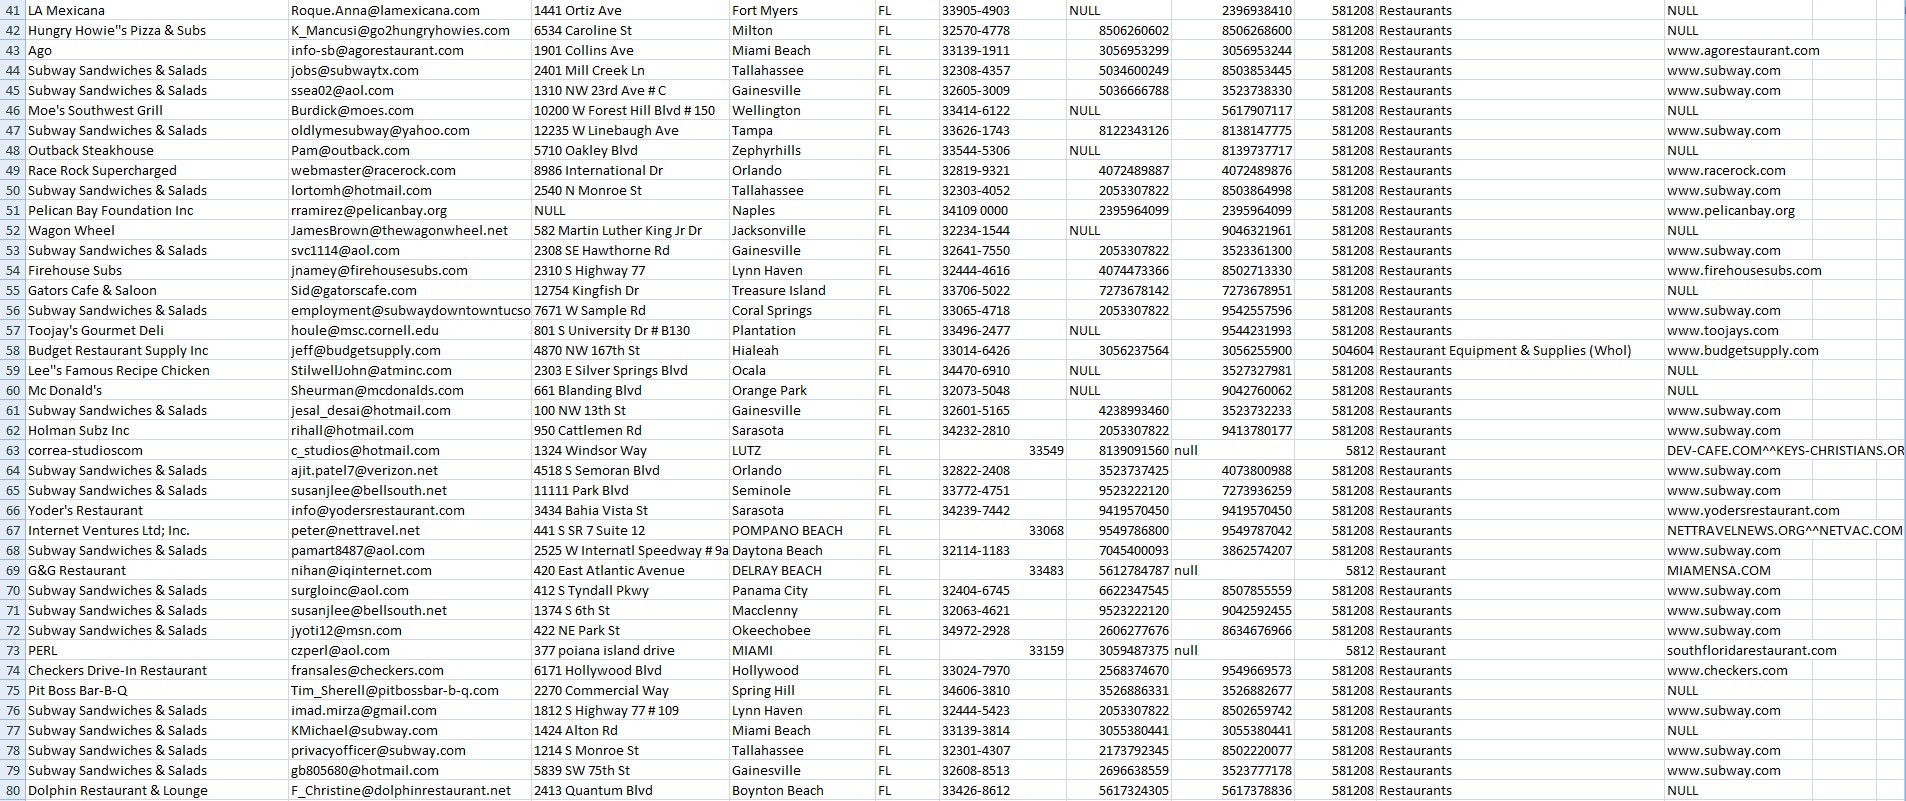 41 LA Mexicana Roque.Anna@lamexicana.com 1441 Ortiz Ave Fort Myers FL 33905-4903 NULL 2396938410 581208 Restaurants NULL
42 Hungry Howie"s Pizza & Subs K_Mancusi@go2hungryhowies.com 6534 Caroline St Milton FL 32570-4778 8506260602 8506268600 581208 Restaurants NULL
43 Ago info-sb@agorestaurant.com 1901 Collins Ave Miami Beach FL 33139-1911 3056953299 3056953244 581208 Restaurants www.agorestaurant.com
44 Subway Sandwiches & Salads jobs@subwaytx.com 2401 Mill Creek Ln Tallahassee FL 32308-4357 5034600249 8503853445 581208 Restaurants www.subway.com
45 Subway Sandwiches & Salads ssea02@aol.com 1310 NW 23rd Ave # C Gainesville FL 32605-3009 5036666788 3523738330 581208 Restaurants www.subway.com
46 Moe's Southwest Grill Burdick@moes.com 10200 W Forest Hill Blvd # 150 Wellington FL 33414-6122 NULL 5617907117 581208 Restaurants NULL
47 Subway Sandwiches & Salads oldlymesubway@yahoo.com 12235 W Linebaugh Ave Tampa FL 33626-1743 8122343126 8138147775 581208 Restaurants www.subway.com
48 Outback Steakhouse Pam@outback.com 5710 Oakley Blvd Zephyrhills FL 33544-5306 NULL 8139737717 581208 Restaurants NULL
49 Race Rock Supercharged webmaster@racerock.com 8986 International Dr Orlando FL 32819-9321 4072489887 4072489876 581208 Restaurants www.racerock.com
50 Subway Sandwiches & Salads lortomh@hotmail.com 2540 N Monroe St Tallahassee FL 32303-4052 2053307822 8503864998 581208 Restaurants www.subway.com
51 Pelican Bay Foundation Inc rramirez@pelicanbay.org NULL Naples FL 34109 0000 2395964099 2395964099 581208 Restaurants www.pelicanbay.org
52 Wagon Wheel JamesBrown@thewagonwheel.net 582 Martin Luther King Jr Dr Jacksonville FL 32234-1544 NULL 9046321961 581208 Restaurants NULL
53 Subway Sandwiches & Salads svc1114@aol.com 2308 SE Hawthorne Rd Gainesville FL 32641-7550 2053307822 3523361300 581208 Restaurants www.subway.com
54 Firehouse Subs jnamey@firehousesubs.com 2310 S Highway 77 Lynn Haven FL 32444-4616 4074473366 8502713330 581208 Restaurants www.firehousesubs.com
55 Gators Cafe & Saloon Sid@gatorscafe.com 12754 Kingfish Dr Treasure Island FL 33706-5022 7273678142 7273678951 581208 Restaurants NULL
56 Subway Sandwiches & Salads employment@subwaydowntowntucso 7671 W Sample Rd Coral Springs FL 33065-4718 2053307822 9542557596 581208 Restaurants www.subway.com
57 Toojay's Gourmet Deli houle@msc.cornell.edu 801 S University Dr # B130 Plantation FL 33496-2477 NULL 9544231993 581208 Restaurants www.toojays.com
58 Budget Restaurant Supply Inc jeff@budgetsupply.com 4870 NW 167th St Hialeah FL 33014-6426 3056237564 3056255900 504604 Restaurant Equipment & Supplies (Whol) www.budgetsupply.com
59 Lee"s Famous Recipe Chicken StilwellJohn@atminc.com 2303 E Silver Springs Blvd Ocala FL 34470-6910 NULL 3527327981 581208 Restaurants NULL
60 Mc Donald's Sheurman@mcdonalds.com 661 Blanding Blvd Orange Park FL 32073-5048 NULL 9042760062 581208 Restaurants NULL
61 Subway Sandwiches & Salads jesal_desai@hotmail.com 100 NW 13th St Gainesville FL 32601-5165 4238993460 3523732233 581208 Restaurants www.subway.com
62 Holman Subz Inc rihall@hotmail.com 950 Cattlemen Rd Sarasota FL 34232-2810 2053307822 9413780177 581208 Restaurants www.subway.com
63 correa-studioscom c_studios@hotmail.com 1324 Windsor Way LUTZ FL 33549 8139091560 null 5812 Restaurant DEV-CAFE.COM^^KEYS-CHRISTIANS.OR
64 Subway Sandwiches & Salads ajit.patel7@verizon.net 4518 S Semoran Blvd Orlando FL 32822-2408 3523737425 4073800988 581208 Restaurants www.subway.com
65 Subway Sandwiches & Salads susanjlee@bellsouth.net 11111 Park Blvd Seminole FL 33772-4751 9523222120 7273936259 581208 Restaurants www.subway.com
66 Yoder's Restaurant info@yodersrestaurant.com 3434 Bahia Vista St Sarasota FL 34239-7442 9419570450 9419570450 581208 Restaurants www.yodersrestaurant.com
67 Internet Ventures Ltd; Inc. peter@nettravel.net 441 S SR 7 Suite 12 POMPANO BEACH FL 33068 9549786800 9549787042 581208 Restaurants NETTRAVELNEWS.ORG^^NETVAC.COM
68 Subway Sandwiches & Salads pamart8487@aol.com 2525 W Internatl Speedway # 9a Daytona Beach FL 32114-1183 7045400093 3862574207 581208 Restaurants www.subway.com
69 G&G Restaurant nihan@iqinternet.com 420 East Atlantic Avenue DELRAY BEACH FL 33483 5612784787 null 5812 Restaurant MIAMENSA.COM
70 Subway Sandwiches & Salads surgloinc@aol.com 412 S Tyndall Pkwy Panama City FL 32404-6745 6622347545 8507855559 581208 Restaurants www.subway.com
71 Subway Sandwiches & Salads susanjlee@bellsouth.net 1374 S 6th St Macclenny FL 32063-4621 9523222120 9042592455 581208 Restaurants www.subway.com
72 Subway Sandwiches & Salads jyoti12@msn.com 422 NE Park St Okeechobee FL 34972-2928 2606277676 8634676966 581208 Restaurants www.subway.com
73 PERL czperl@aol.com 377 poiana island drive MIAMI FL 33159 3059487375 null 5812 Restaurant southfloridarestaurant.com
74 Checkers Drive-In Restaurant fransales@checkers.com 6171 Hollywood Blvd Hollywood FL 33024-7970 2568374670 9549669573 581208 Restaurants www.checkers.com
75 Pit Boss Bar-B-Q Tim_Sherell@pitbossbar-b-q.com 2270 Commercial Way Spring Hill FL 34606-3810 3526886331 3526882677 581208 Restaurants NULL
76 Subway Sandwiches & Salads imad.mirza@gmail.com 1812 S Highway 77 # 109 Lynn Haven FL 32444-5423 2053307822 8502659742 581208 Restaurants www.subway.com
77 Subway Sandwiches & Salads KMichael@subway.com 1424 Alton Rd Miami Beach FL 33139-3814 3055380441 3055380441 581208 Restaurants NULL
78 Subway Sandwiches & Salads privacyofficer@subway.com 1214 S Monroe St Tallahassee FL 32301-4307 2173792345 8502220077 581208 Restaurants www.subway.com
79 Subway Sandwiches & Salads gb805680@hotmail.com 5839 SW 75th St Gainesville FL 32608-8513 2696638559 3523777178 581208 Restaurants www.subway.com
80 Dolphin Restaurant & Lounge F_Christine@dolphinrestaurant.net 2413 Quantum Blvd Boynton Beach FL 33426-8612 5617324305 5617378836 581208 Restaurants NULL